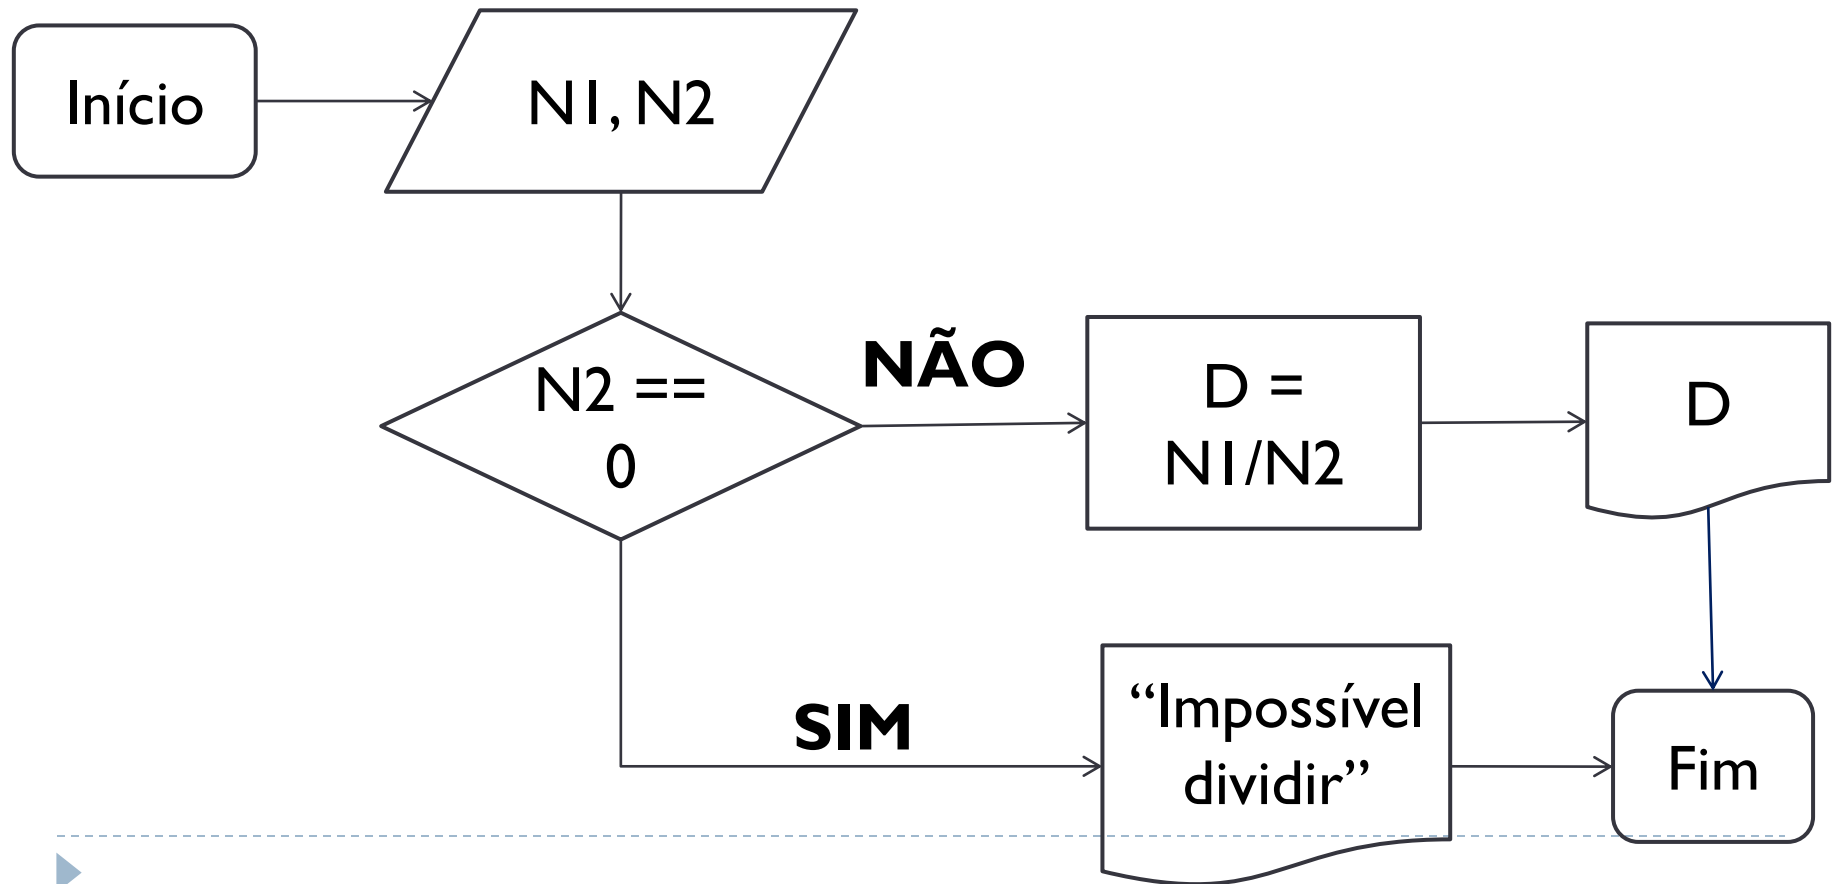 Início
N1, N2
N2 ==
0
NÃO
D =
N1/N2
D
SIM
“Impossível
dividir”
Fim